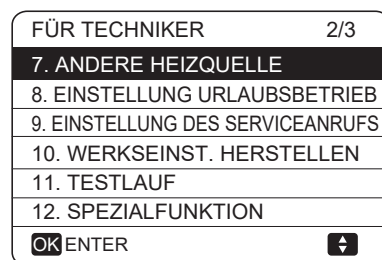 FÜR TECHNIKER 2/3
7. ANDERE HEIZQUELLE
8. EINSTELLUNG URLAUBSBETRIEB
9. EINSTELLUNG DES SERVICEANRUFS
10. WERKSEINST. HERSTELLEN
11. TESTLAUF
12. SPEZIALFUNKTION
OK ENTER